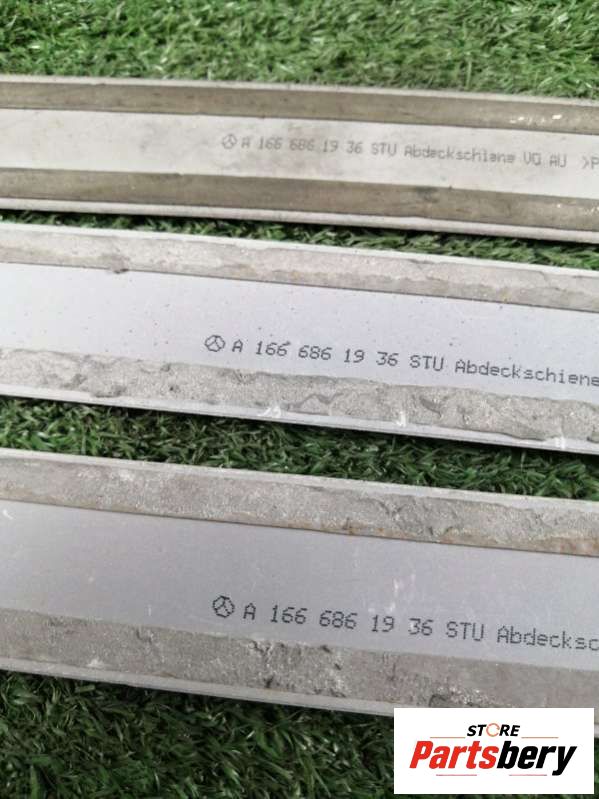 A 166 686 19 36 STU Abdeckschiene VO AU >P
A 166 686 19 36 STU Abdeckschiene
A 166 686 19 36 STU Abdecksc
STORE
Partsbery